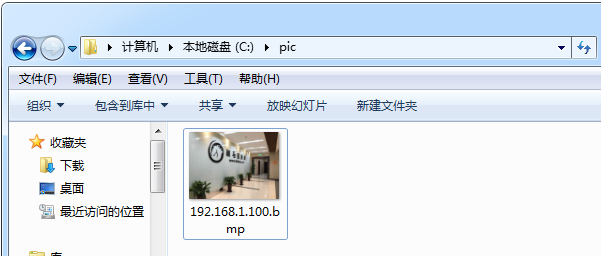 计算机 ▸ 本地磁盘 (C:) ▸ pic
文件(F) 编辑(E) 查看(V) 工具(T) 帮助(H)
组织 包含到库中 共享 放映幻灯片 新建文件夹
收藏夹
下载
桌面
最近访问的位置
192.168.1.100.b
mp